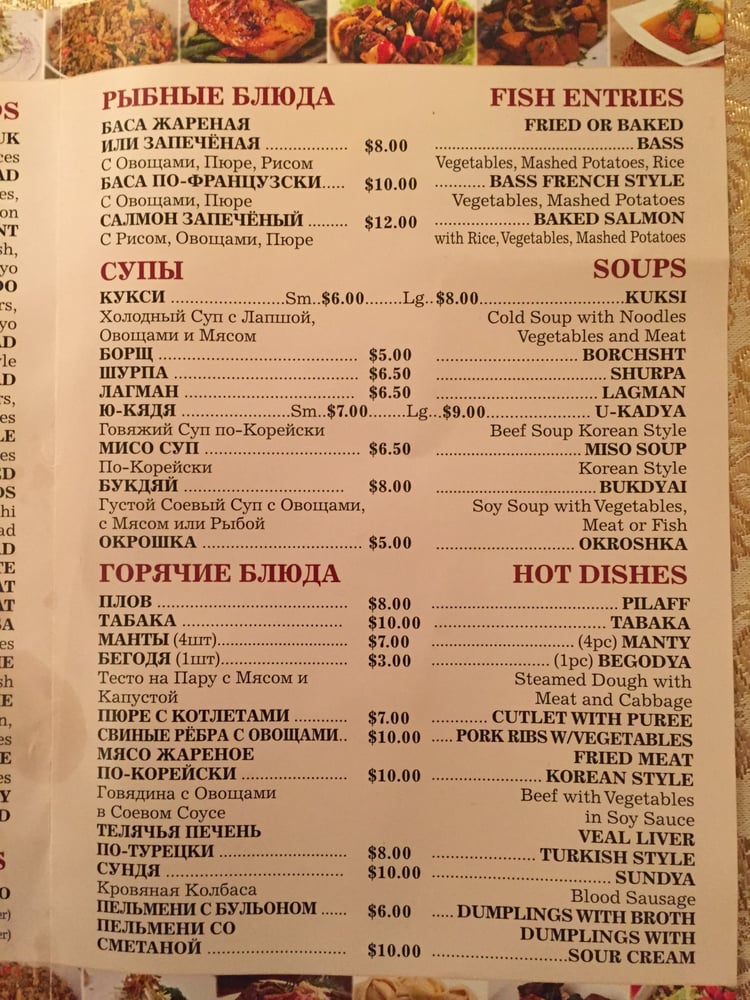 РЫБНЫЕ БЛЮДА FISH ENTRIES
БАСА ЖАРЕНАЯ FRIED OR BAKED
ИЛИ ЗАПЕЧЁНАЯ ................... $8.00 ............................................ BASS
С Овощами, Пюре, Рисом Vegetables, Mashed Potatoes, Rice
БАСА ПО-ФРАНЦУЗСКИ..... $10.00 ........... BASS FRENCH STYLE
С Овощами, Пюре Vegetables, Mashed Potatoes
САЛМОН ЗАПЕЧЁНЫЙ ......... $12.00 ..................... BAKED SALMON
С Рисом, Овощами, Пюре with Rice, Vegetables, Mashed Potatoes
СУПЫ SOUPS
КУКСИ .........................Sm..$6.00........Lg..$8.00................................KUKSI
Холодный Суп с Лапшой, Cold Soup with Noodles
Овощами и Мясом Vegetables and Meat
БОРЩ ............................................ $5.00 ................................. BORCHSHT
ШУРПА .......................................... $6.50 ....................................... SHURPA
ЛАГМАН ........................................ $6.50 ..................................... LAGMAN
Ю-КЯДЯ ........................Sm..$7.00........Lg...$9.00........................ U-KADYA
Говяжий Суп по-Корейски Beef Soup Korean Style
МИСО СУП .................................... $6.50 ................................. MISO SOUP
По-Корейски Korean Style
БУКДЯЙ ..................................... $8.00 ..................................... BUKDYAI
Густой Соевый Суп с Овощами, Soy Soup with Vegetables,
с Мясом или Рыбой Meat or Fish
ОКРОШКА ................................... $5.00 ................................ OKROSHKA
ГОРЯЧИЕ БЛЮДА HOT DISHES
ПЛОВ .......................................... $8.00 ......................................... PILAFF
ТАБАКА ..................................... $10.00 ...................................... TABAKA
МАНТЫ (4шт)............................. $7.00 ................................ (4pc) MANTY
БЕГОДЯ (1шт)............................ $3.00 ........................... (1pc) BEGODYA
Тесто на Пару с Мясом и Steamed Dough with
Капустой Meat and Cabbage
ПЮРЕ С КОТЛЕТАМИ ............ $7.00 ............ CUTLET WITH PUREE
СВИНЫЕ РЁБРА С ОВОЩАМИ.. $10.00 ..... PORK RIBS W/VEGETABLES
МЯСО ЖАРЕНОЕ FRIED MEAT
ПО-КОРЕЙСКИ ........................ $10.00 ........................ KOREAN STYLE
Говядина с Овощами Beef with Vegetables
в Соевом Соусе in Soy Sauce
ТЕЛЯЧЬЯ ПЕЧЕНЬ VEAL LIVER
ПО-ТУРЕЦКИ ............................ $8.00 ....................... TURKISH STYLE
СУНДЯ ........................................ $10.00 ....................................... SUNDYA
Кровяная Колбаса Blood Sausage
ПЕЛЬМЕНИ С БУЛЬОНОМ ...... $6.00 ..... DUMPLINGS WITH BROTH
ПЕЛЬМЕНИ СО DUMPLINGS WITH
СМЕТАНОЙ ............................... $10.00 ..............................SOUR CREAM